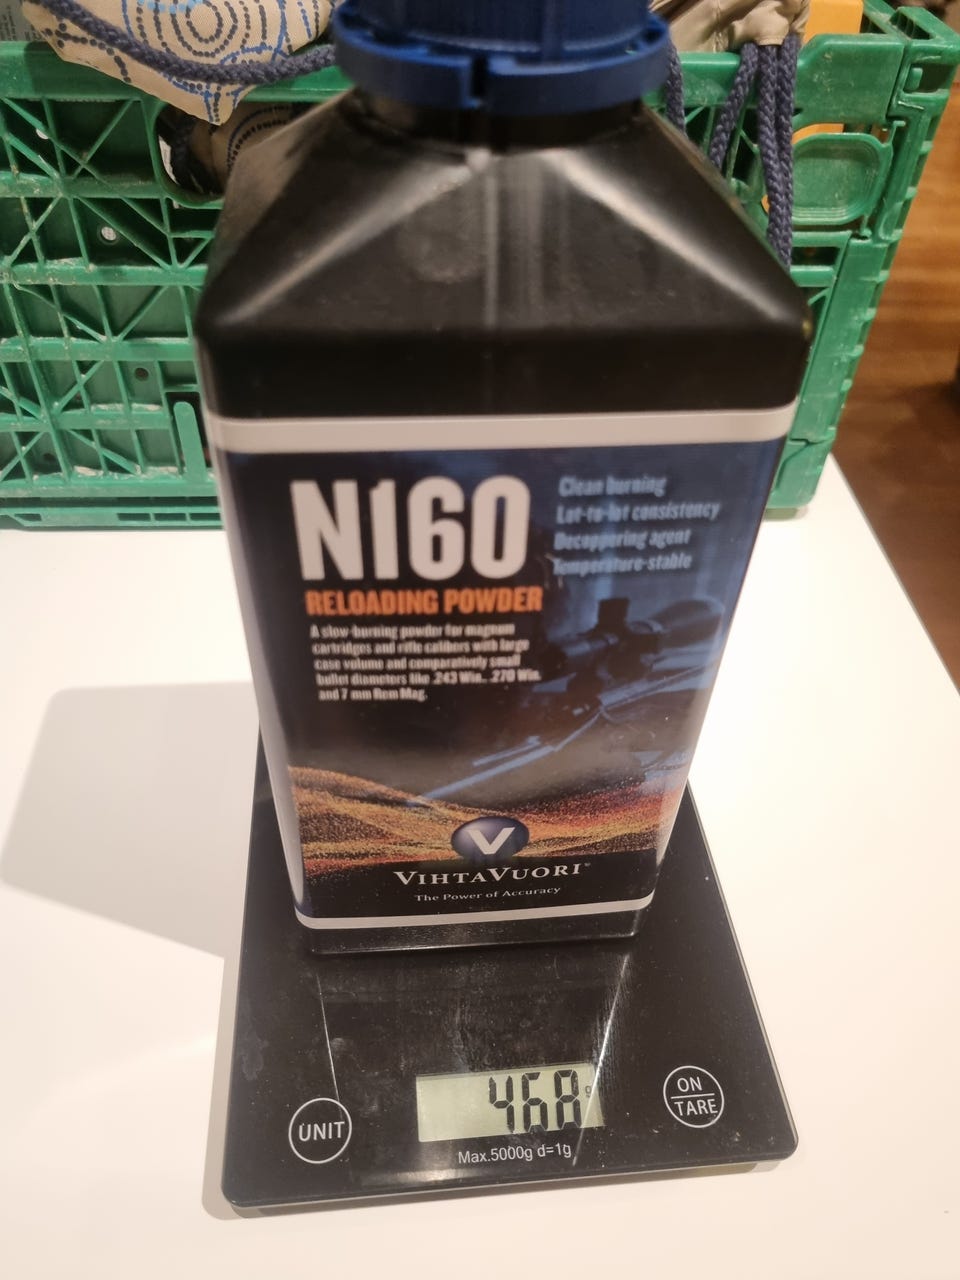 N160
RELOADING POWDER
A slow-burning powder for magnum
cartridges and rifle calibers with large
case volume and comparatively small
bullet diameters like .243 Win., .270 Win.
and 7 mm Rem Mag.
Clean burning
Lot-to-lot consistency
Decoppering agent
Temperature-stable
V
VIHTAVUORI®
The Power of Accuracy
468 g
UNIT
ON
TARE
Max.5000g d=1g